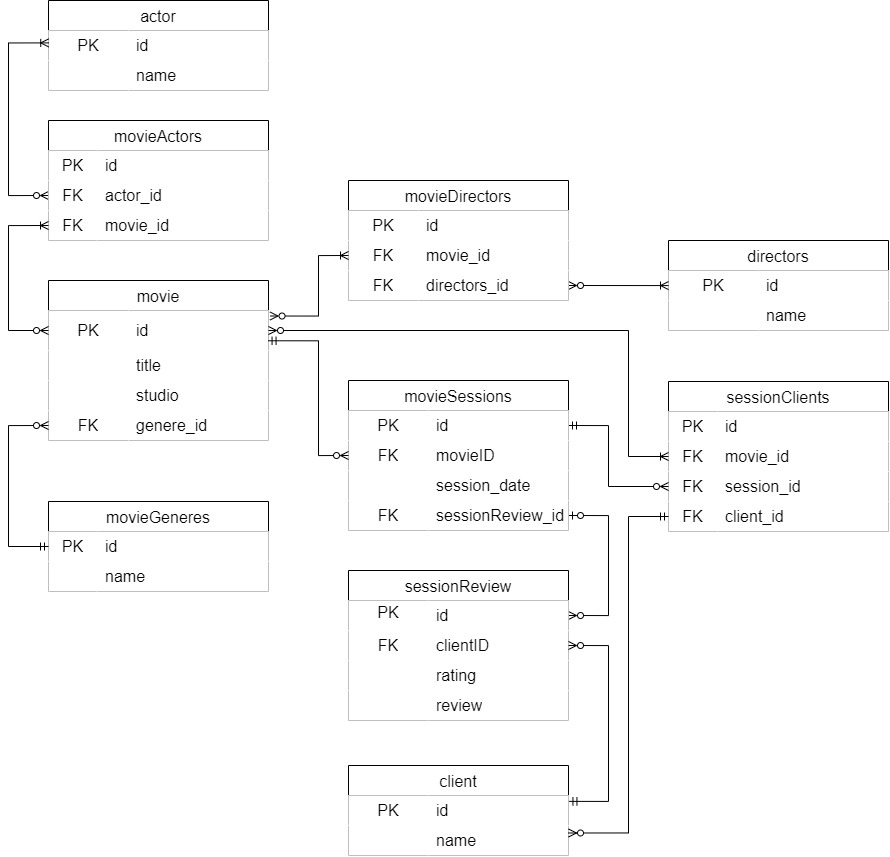 actor
PK id
name
movieActors
PK id
FK actor_id
FK movie_id
movie
PK id
title
studio
FK genere_id
movieGeneres
PK id
name
movieDirectors
PK id
FK movie_id
FK directors_id
directors
PK id
name
movieSessions
PK id
FK movieID
session_date
FK sessionReview_id
sessionClients
PK id
FK movie_id
FK session_id
FK client_id
sessionReview
PK id
FK clientID
rating
review
client
PK id
name